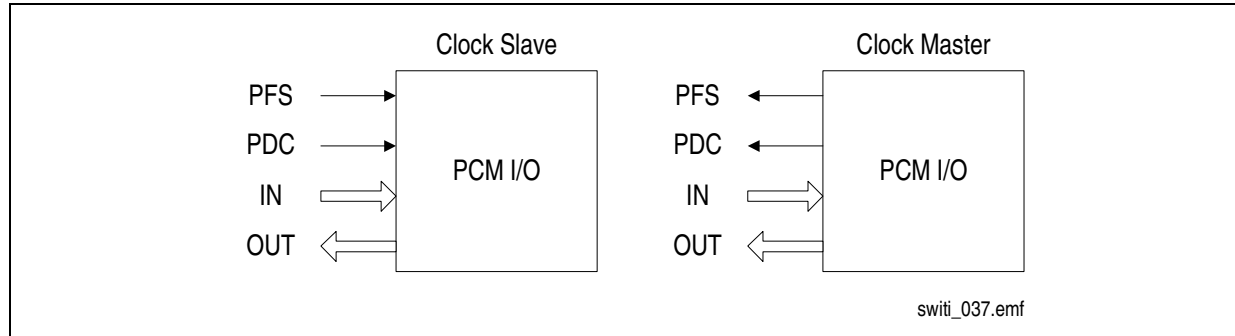 Clock Slave
PFS
PDC
IN
OUT
PCM I/O
Clock Master
PFS
PDC
IN
OUT
PCM I/O
switi_037.emf